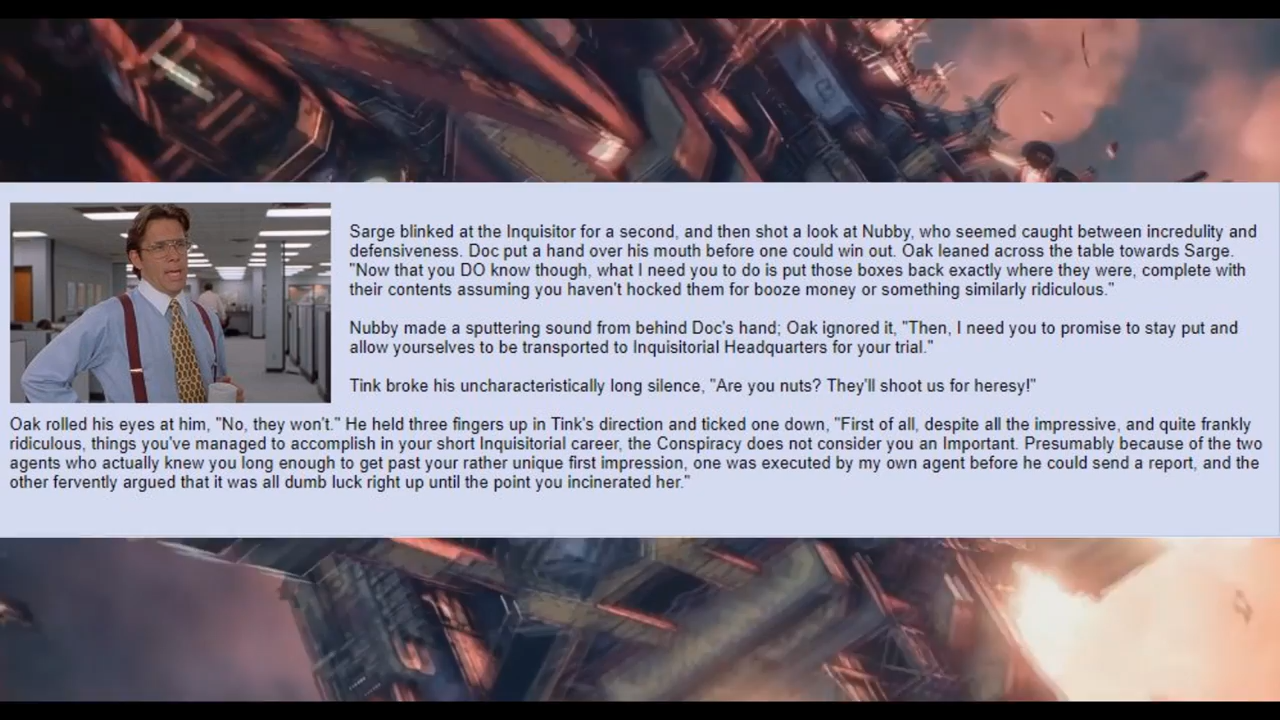 Sarge blinked at the Inquisitor for a second, and then shot a look at Nubby, who seemed caught between incredulity and
defensiveness. Doc put a hand over his mouth before one could win out. Oak leaned across the table towards Sarge.
"Now that you DO know though, what I need you to do is put those boxes back exactly where they were, complete with
their contents assuming you haven't hocked them for booze money or something similarly ridiculous."
Nubby made a sputtering sound from behind Doc's hand; Oak ignored it, "Then, I need you to promise to stay put and
allow yourselves to be transported to Inquisitorial Headquarters for your trial."
Tink broke his uncharacteristically long silence, "Are you nuts? They'll shoot us for heresy!"
Oak rolled his eyes at him, "No, they won't." He held three fingers up in Tink's direction and ticked one down, "First of all, despite all the impressive, and quite frankly
ridiculous, things you've managed to accomplish in your short Inquisitorial career, the Conspiracy does not consider you an Important. Presumably because of the two
agents who actually knew you long enough to get past your rather unique first impression, one was executed by my own agent before he could send a report, and the
other fervently argued that it was all dumb luck right up until the point you incinerated her."